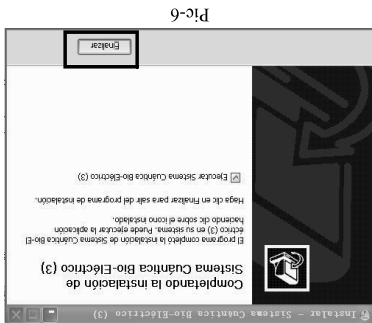 Instalar - Sistema Cuántica Bio-Eléctrico (3)
Completando la instalación de
Sistema Cuántica Bio-Eléctrico (3)
El programa completó la instalación de Sistema Cuántica Bio-El
éctrico (3) en su sistema. Puede ejecutar la aplicación
haciendo clic sobre el icono instalado.
Haga clic en Finalizar para salir del programa de instalación.
Ejecutar Sistema Cuántica Bio-Eléctrico (3)
Finalizar
Pic-6